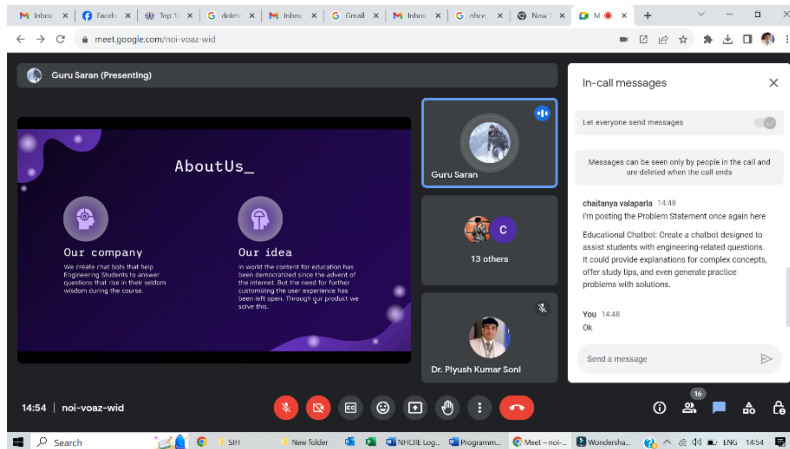 Inbox
Faceb
Top 1
G delete
Inbox
G Gmail
Inbox
G nhce
Nina
M
meet.google.com/noi-voaz-wid
Guru Saran (Presenting)
AboutUs_
Our company
We create chat bots that help
Engineering Students to answer
questions that rise in their seldom
wisdom during the course.
Our idea
In world the content for education has
been democratized since the advent of
the internet. But the need for further
customizing the user experience has
been left open. Through our product we
solve this.
Guru Saran
C
13 others
Dr. Piyush Kumar Soni
In-call messages
Let everyone send messages
Messages can be seen only by people in the call and
are deleted when the call ends
chaitanya valaparla 14:48
I'm posting the Problem Statement once again here
Educational Chatbot: Create a chatbot designed to
assist students with engineering-related questions.
It could provide explanations for complex concepts,
offer study tips, and even generate practice
problems with solutions.
You 14:48
Ok
Send a message
14:54 | noi-voaz-wid
16
Search
SIH
New folder
NHCIIE Log...
Programm...
Meet – noi-...
Wondersha...
ENG
14:54